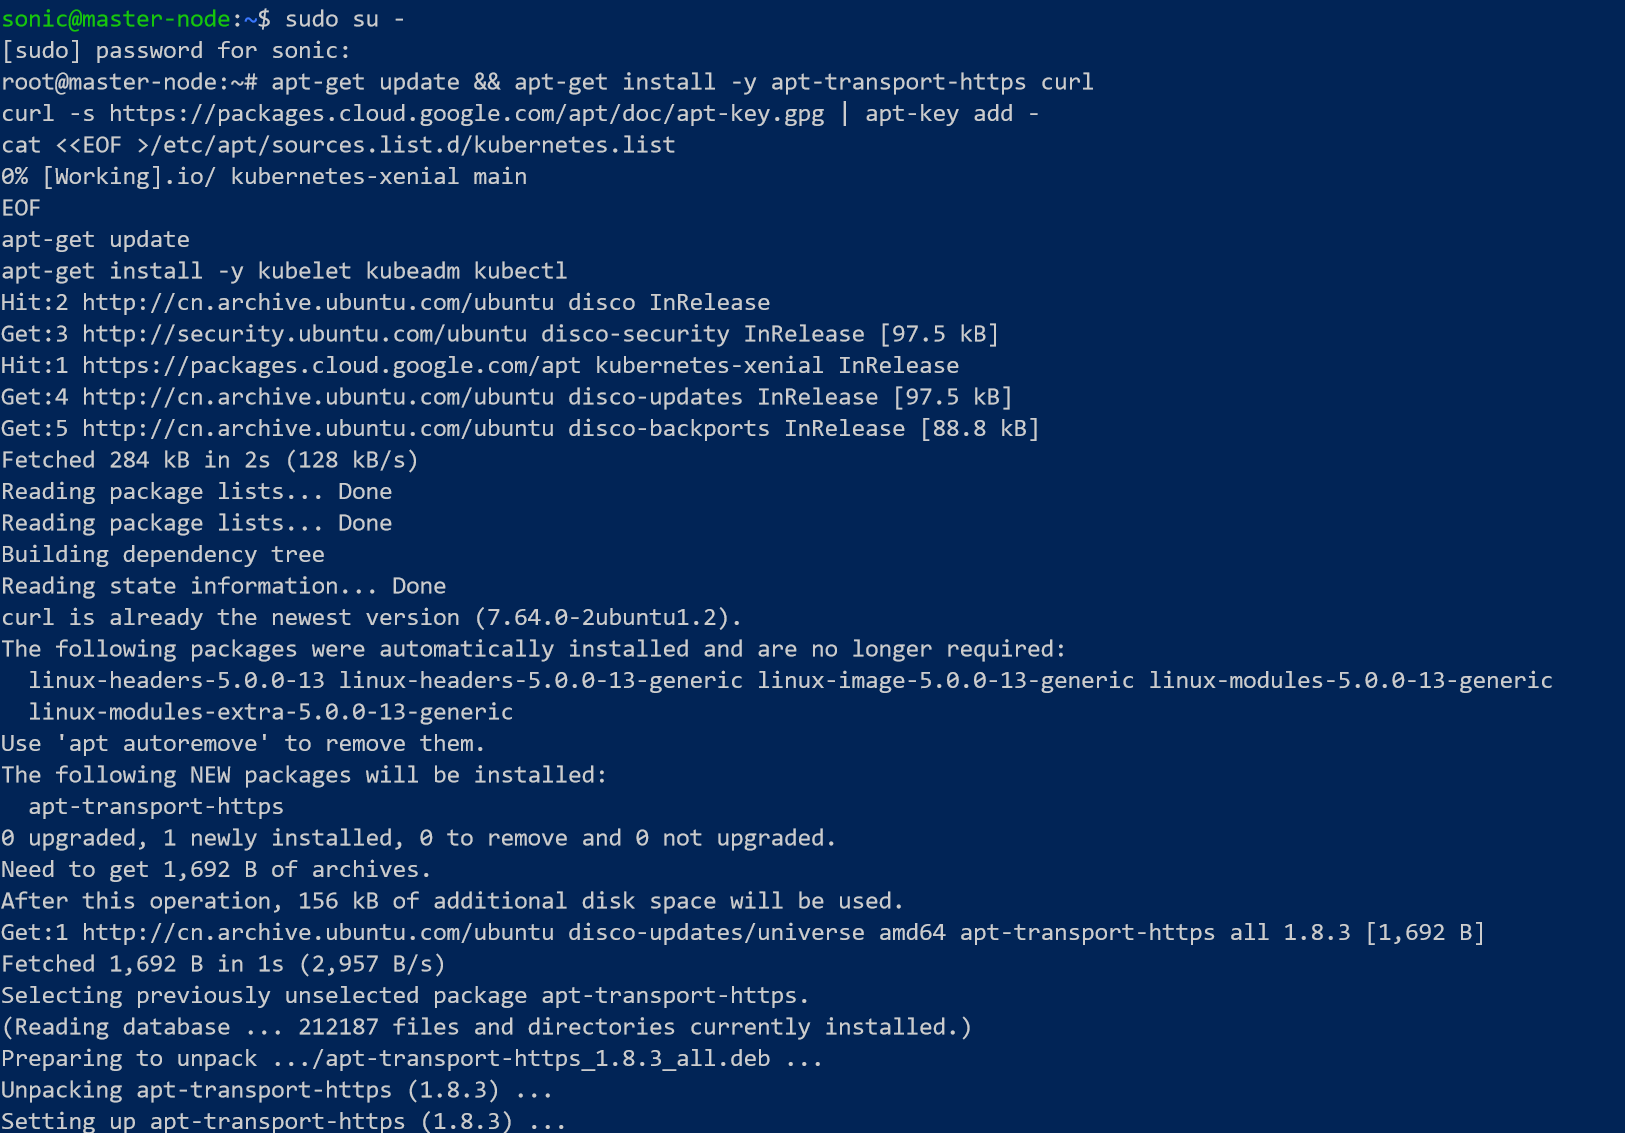 sonic@master-node:~$ sudo su -
[sudo] password for sonic:
root@master-node:~# apt-get update && apt-get install -y apt-transport-https curl
curl -s https://packages.cloud.google.com/apt/doc/apt-key.gpg | apt-key add -
cat <<EOF >/etc/apt/sources.list.d/kubernetes.list
0% [Working].io/ kubernetes-xenial main
EOF
apt-get update
apt-get install -y kubelet kubeadm kubectl
Hit:2 http://cn.archive.ubuntu.com/ubuntu disco InRelease
Get:3 http://security.ubuntu.com/ubuntu disco-security InRelease [97.5 kB]
Hit:1 https://packages.cloud.google.com/apt kubernetes-xenial InRelease
Get:4 http://cn.archive.ubuntu.com/ubuntu disco-updates InRelease [97.5 kB]
Get:5 http://cn.archive.ubuntu.com/ubuntu disco-backports InRelease [88.8 kB]
Fetched 284 kB in 2s (128 kB/s)
Reading package lists... Done
Reading package lists... Done
Building dependency tree
Reading state information... Done
curl is already the newest version (7.64.0-2ubuntu1.2).
The following packages were automatically installed and are no longer required:
  linux-headers-5.0.0-13 linux-headers-5.0.0-13-generic linux-image-5.0.0-13-generic linux-modules-5.0.0-13-generic
  linux-modules-extra-5.0.0-13-generic
Use 'apt autoremove' to remove them.
The following NEW packages will be installed:
  apt-transport-https
0 upgraded, 1 newly installed, 0 to remove and 0 not upgraded.
Need to get 1,692 B of archives.
After this operation, 156 kB of additional disk space will be used.
Get:1 http://cn.archive.ubuntu.com/ubuntu disco-updates/universe amd64 apt-transport-https all 1.8.3 [1,692 B]
Fetched 1,692 B in 1s (2,957 B/s)
Selecting previously unselected package apt-transport-https.
(Reading database ... 212187 files and directories currently installed.)
Preparing to unpack .../apt-transport-https_1.8.3_all.deb ...
Unpacking apt-transport-https (1.8.3) ...
Setting up apt-transport-https (1.8.3) ...